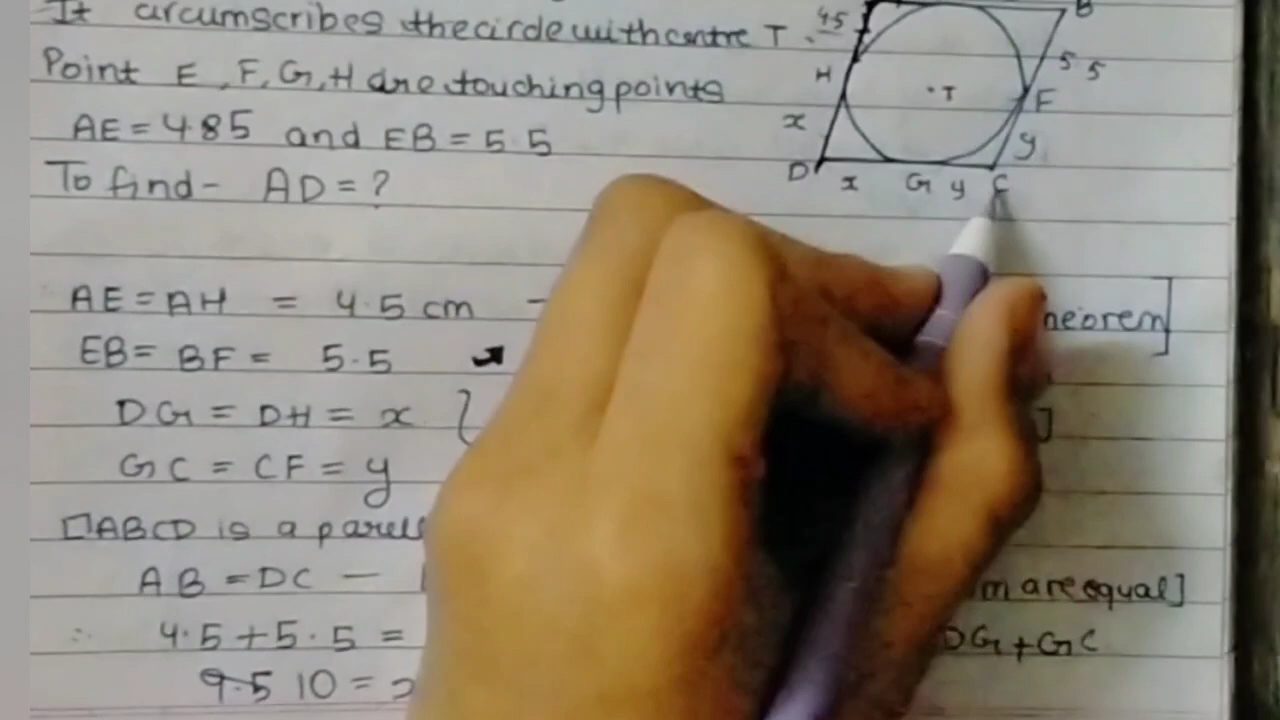 It circumscribes the circle with centre T.
Point E, F, G, H are touching points
AE = 4.85 and EB = 5.5
To find - AD = ?
AE = AH = 4.5 cm -
heorem]
EB = BF = 5.5
DG = DH = x [
]
GC = CF = y
□ABCD is a
AB = DC -
m are equal]
∴ 4.5 + 5.5 =
DG + GC
9.5 10 =
4.5
B
H
5 5
T
F
x
y
D
x
G
y
C